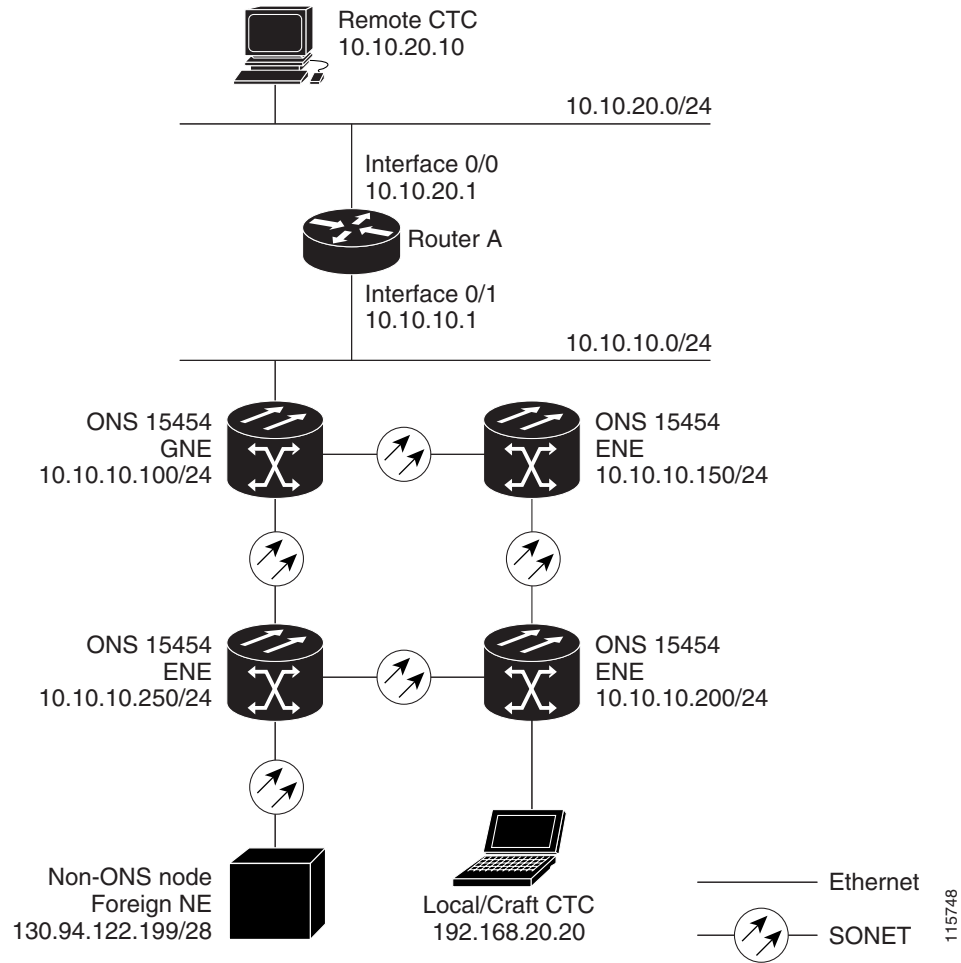 Remote CTC
10.10.20.10
10.10.20.0/24
Interface 0/0
10.10.20.1
Router A
Interface 0/1
10.10.10.1
10.10.10.0/24
ONS 15454
GNE
10.10.10.100/24
ONS 15454
ENE
10.10.10.150/24
ONS 15454
ENE
10.10.10.250/24
ONS 15454
ENE
10.10.10.200/24
Non-ONS node
Foreign NE
130.94.122.199/28
Local/Craft CTC
192.168.20.20
Ethernet
SONET
115748